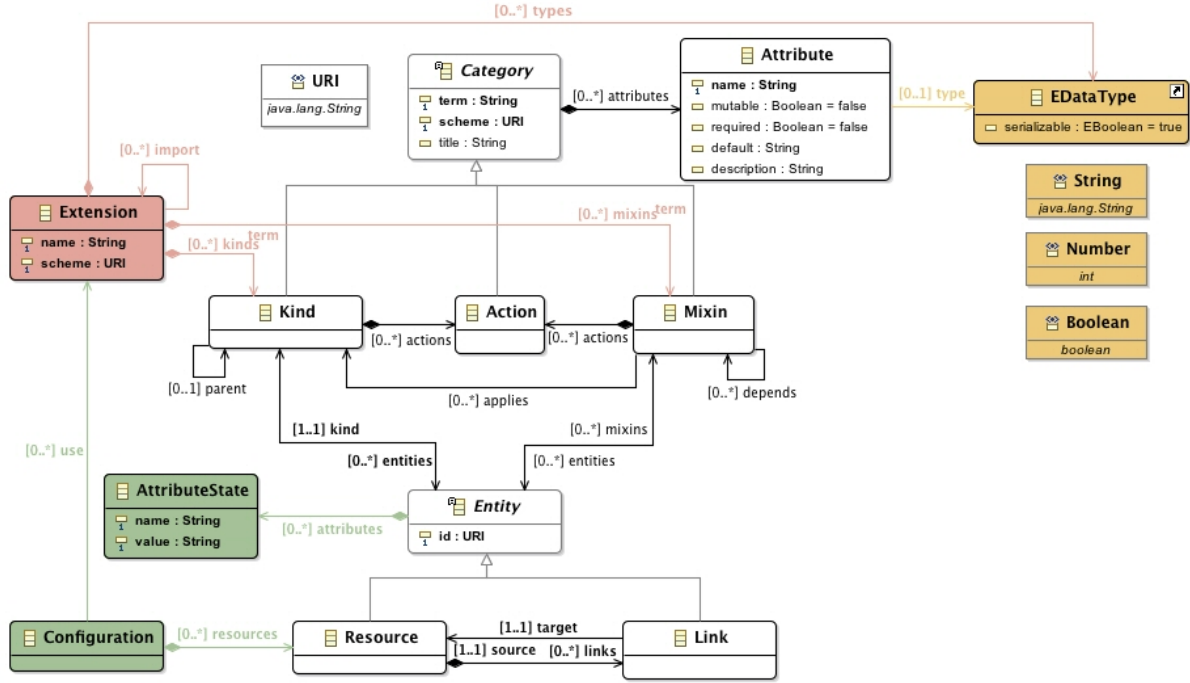 [0..*] types
URI
java.lang.String
Category
term : String
scheme : URI
title : String
[0..*] attributes
Attribute
name : String
mutable : Boolean = false
required : Boolean = false
default : String
description : String
[0..1] type
EDataType
serializable : EBoolean = true
[0..*] import
String
java.lang.String
Extension
name : String
scheme : URI
[0..*] mixins
term
[0..*] kinds
term
Number
int
Kind
Action
Mixin
Boolean
boolean
[0..*] actions
[0..*] actions
[0..1] parent
[0..*] applies
[0..*] depends
[1..1] kind
[0..*] mixins
[0..*] use
[0..*] entities
[0..*] entities
AttributeState
name : String
value : String
[0..*] attributes
Entity
id : URI
Configuration
[0..*] resources
Resource
[1..1] target
[1..1] source
[0..*] links
Link